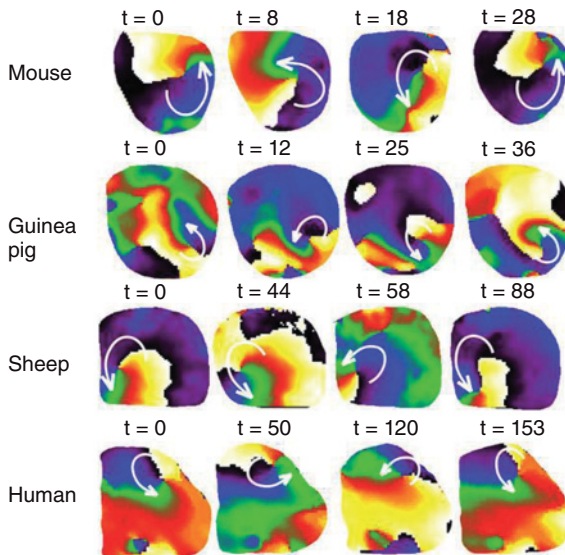 t = 0 t = 8 t = 18 t = 28
Mouse
t = 0 t = 12 t = 25 t = 36
Guinea
pig
t = 0 t = 44 t = 58 t = 88
Sheep
t = 0 t = 50 t = 120 t = 153
Human